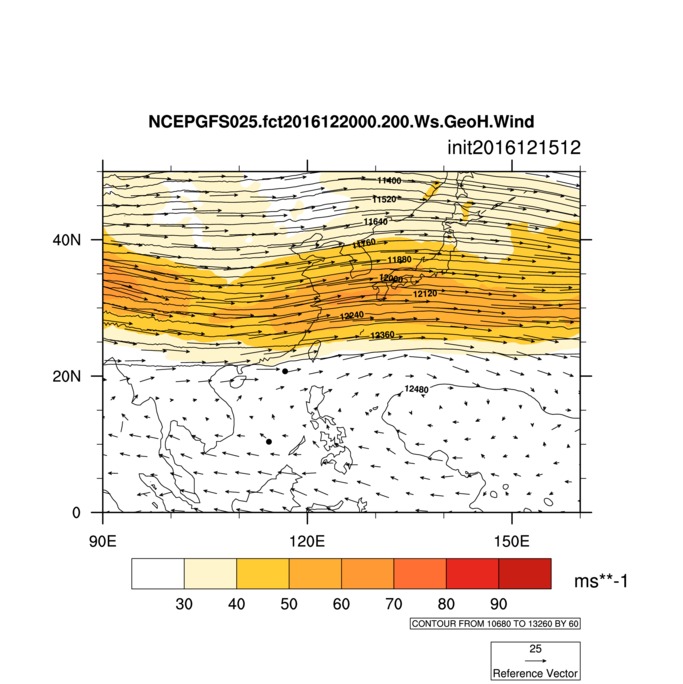 NCEPGFS025.fct2016122000.200.Ws.GeoH.Wind
init2016121512
11400
11520
11640
40N
11760
11880
12000
12120
12240
12360
20N
12480
0
90E 120E 150E
30 40 50 60 70 80 90
ms**-1
CONTOUR FROM 10680 TO 13260 BY 60
25
Reference Vector